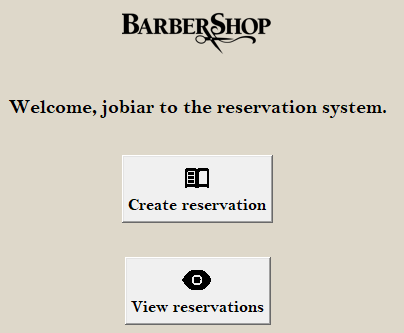 BARBERSHOP
Welcome, jobiar to the reservation system.
Create reservation
View reservations